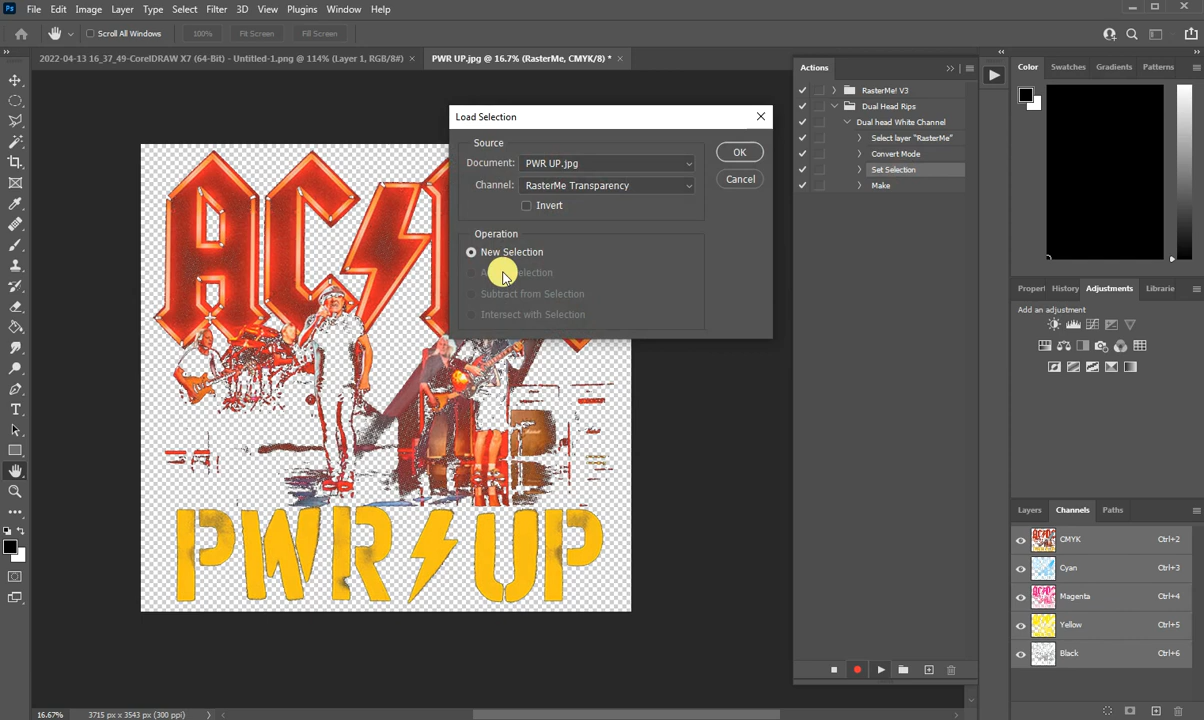 Ps File Edit Image Layer Type Select Filter 3D View Plugins Window Help
Scroll All Windows 100% Fit Screen Fill Screen
2022-04-13 16_37_49-CorelDRAW X7 (64-Bit) - Untitled-1.png @ 114% (Layer 1, RGB/8#) ×
PWR UP.jpg @ 16.7% (RasterMe, CMYK/8) * ×
Load Selection
Source
Document: PWR UP.jpg
Channel: RasterMe Transparency
Invert
OK
Cancel
Operation
New Selection
Selection
Subtract from Selection
Intersect with Selection
PWR UP
Actions
RasterMe! V3
Dual Head Rips
Dual head White Channel
Select layer "RasterMe"
Convert Mode
Set Selection
Make
Color Swatches Gradients Patterns
Properl History Adjustments Librarie
Add an adjustment
Layers Channels Paths
CMYK Ctrl+2
Cyan Ctrl+3
Magenta Ctrl+4
Yellow Ctrl+5
Black Ctrl+6
16.67% 3715 px x 3543 px (300 ppi)